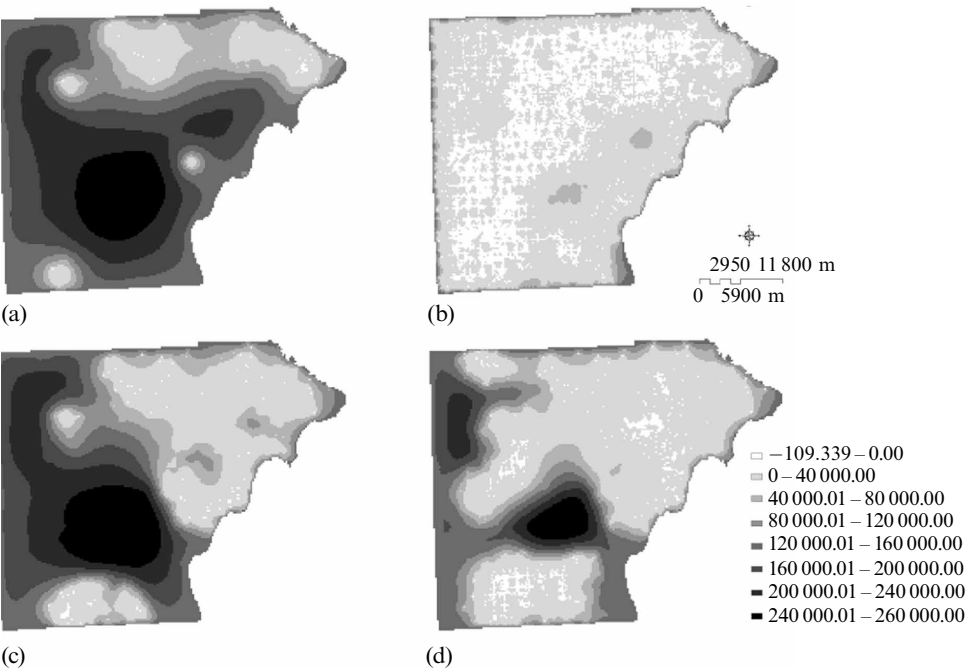 2950 11 800 m
0 5900 m
(a)
(b)
−109.339 – 0.00
0 – 40 000.00
40 000.01 – 80 000.00
80 000.01 – 120 000.00
120 000.01 – 160 000.00
160 000.01 – 200 000.00
200 000.01 – 240 000.00
240 000.01 – 260 000.00
(c)
(d)